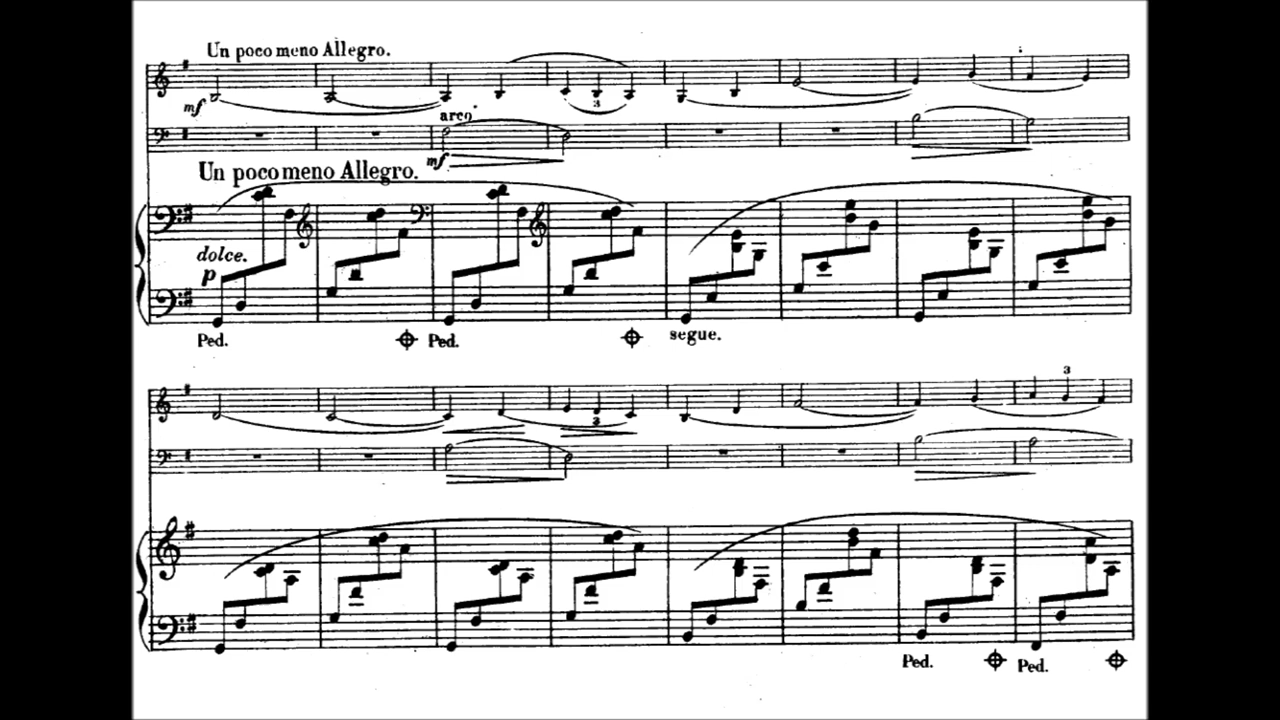 Un poco meno Allegro.
mf
3
arco
mf
Un poco meno Allegro.
dolce.
p
Ped.
Ped.
segue.
3
3
Ped.
Ped.